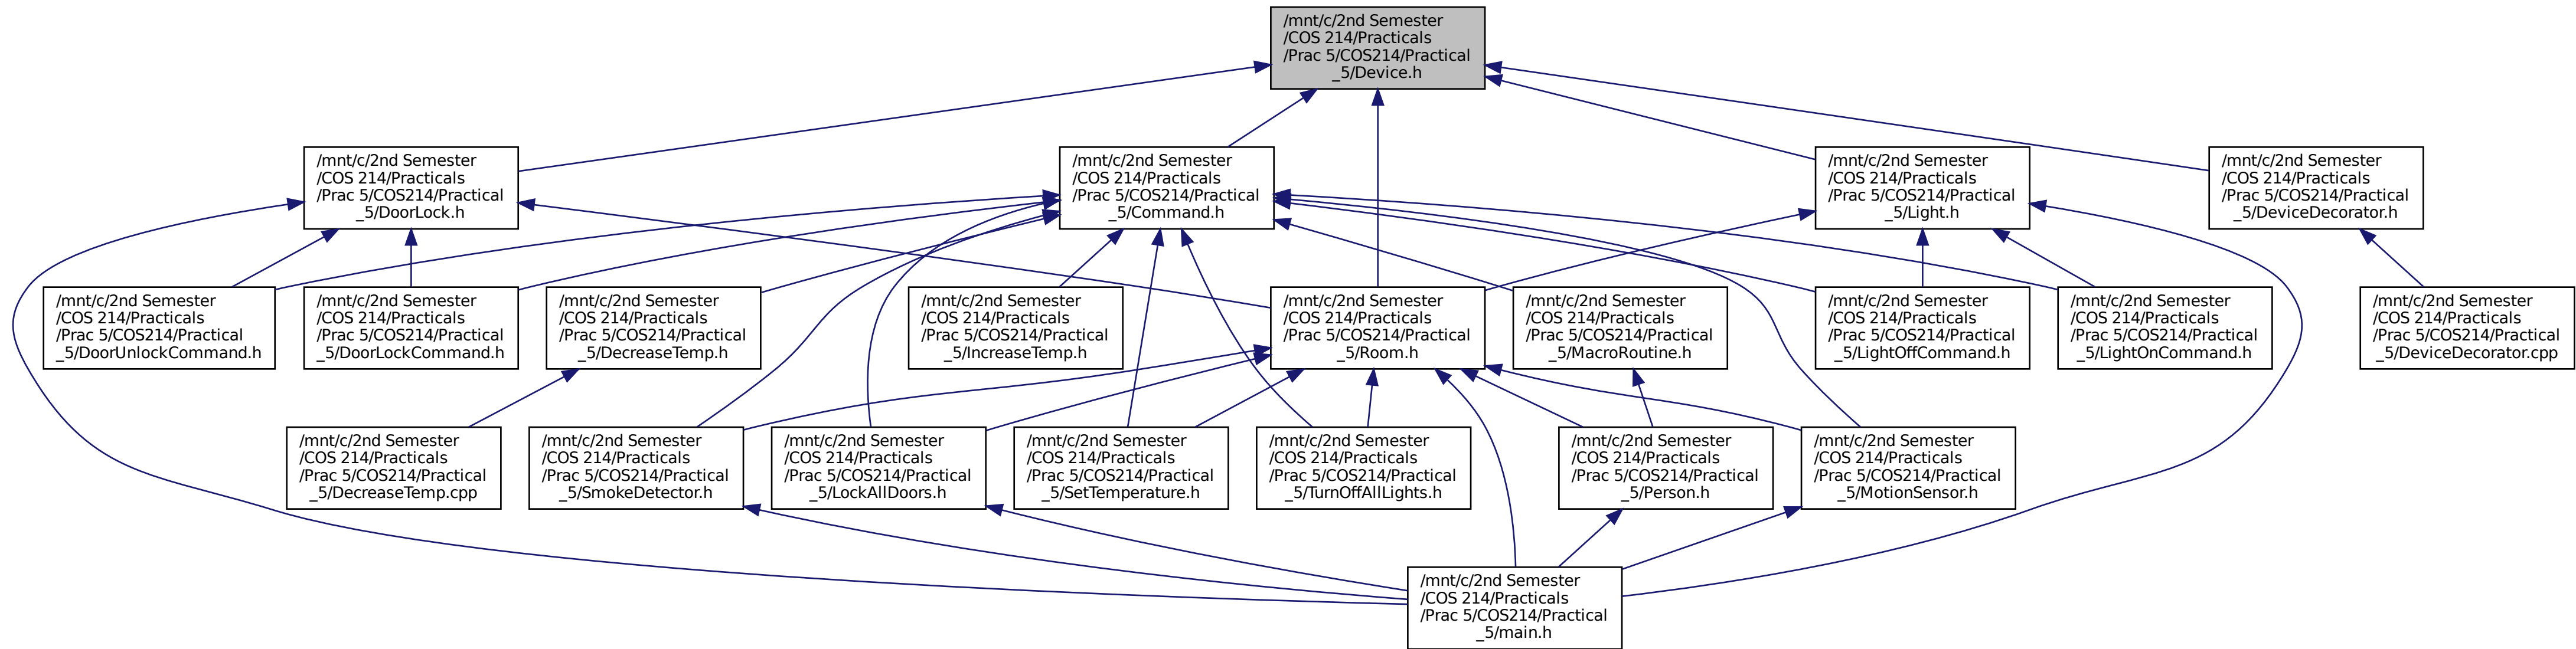 /mnt/c/2nd Semester
/COS 214/Practicals
/Prac 5/COS214/Practical
_5/Device.h
/mnt/c/2nd Semester
/COS 214/Practicals
/Prac 5/COS214/Practical
_5/DoorLock.h
/mnt/c/2nd Semester
/COS 214/Practicals
/Prac 5/COS214/Practical
_5/Command.h
/mnt/c/2nd Semester
/COS 214/Practicals
/Prac 5/COS214/Practical
_5/Light.h
/mnt/c/2nd Semester
/COS 214/Practicals
/Prac 5/COS214/Practical
_5/DeviceDecorator.h
/mnt/c/2nd Semester
/COS 214/Practicals
/Prac 5/COS214/Practical
_5/DoorUnlockCommand.h
/mnt/c/2nd Semester
/COS 214/Practicals
/Prac 5/COS214/Practical
_5/DoorLockCommand.h
/mnt/c/2nd Semester
/COS 214/Practicals
/Prac 5/COS214/Practical
_5/DecreaseTemp.h
/mnt/c/2nd Semester
/COS 214/Practicals
/Prac 5/COS214/Practical
_5/IncreaseTemp.h
/mnt/c/2nd Semester
/COS 214/Practicals
/Prac 5/COS214/Practical
_5/Room.h
/mnt/c/2nd Semester
/COS 214/Practicals
/Prac 5/COS214/Practical
_5/MacroRoutine.h
/mnt/c/2nd Semester
/COS 214/Practicals
/Prac 5/COS214/Practical
_5/LightOffCommand.h
/mnt/c/2nd Semester
/COS 214/Practicals
/Prac 5/COS214/Practical
_5/LightOnCommand.h
/mnt/c/2nd Semester
/COS 214/Practicals
/Prac 5/COS214/Practical
_5/DeviceDecorator.cpp
/mnt/c/2nd Semester
/COS 214/Practicals
/Prac 5/COS214/Practical
_5/DecreaseTemp.cpp
/mnt/c/2nd Semester
/COS 214/Practicals
/Prac 5/COS214/Practical
_5/SmokeDetector.h
/mnt/c/2nd Semester
/COS 214/Practicals
/Prac 5/COS214/Practical
_5/LockAllDoors.h
/mnt/c/2nd Semester
/COS 214/Practicals
/Prac 5/COS214/Practical
_5/SetTemperature.h
/mnt/c/2nd Semester
/COS 214/Practicals
/Prac 5/COS214/Practical
_5/TurnOffAllLights.h
/mnt/c/2nd Semester
/COS 214/Practicals
/Prac 5/COS214/Practical
_5/Person.h
/mnt/c/2nd Semester
/COS 214/Practicals
/Prac 5/COS214/Practical
_5/MotionSensor.h
/mnt/c/2nd Semester
/COS 214/Practicals
/Prac 5/COS214/Practical
_5/main.h